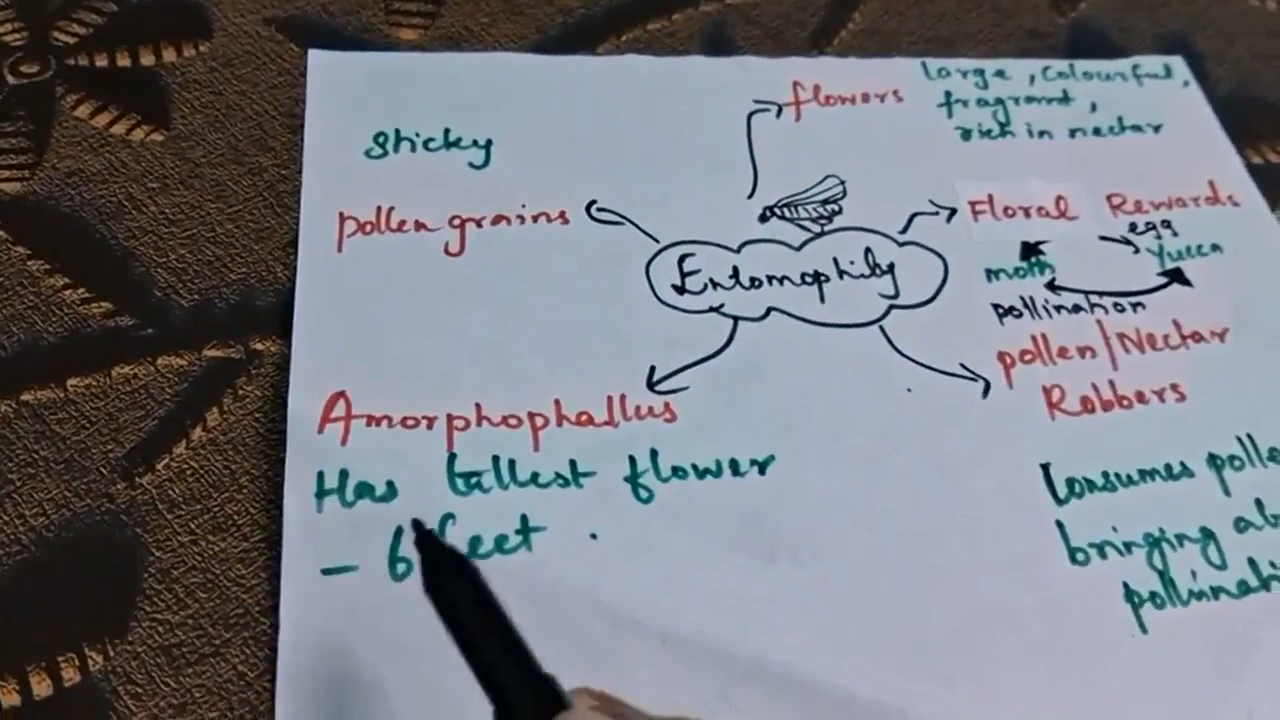 flowers
large, colourful,
fragrant,
rich in nectar
sticky
pollen grains
Entomophily
Floral Rewards
egg
moth
Yucca
pollination
pollen/Nectar
Robbers
Consumes polle
bringing ab
pollinati
Amorphophallus
Has tallest flower
- 6 feet.